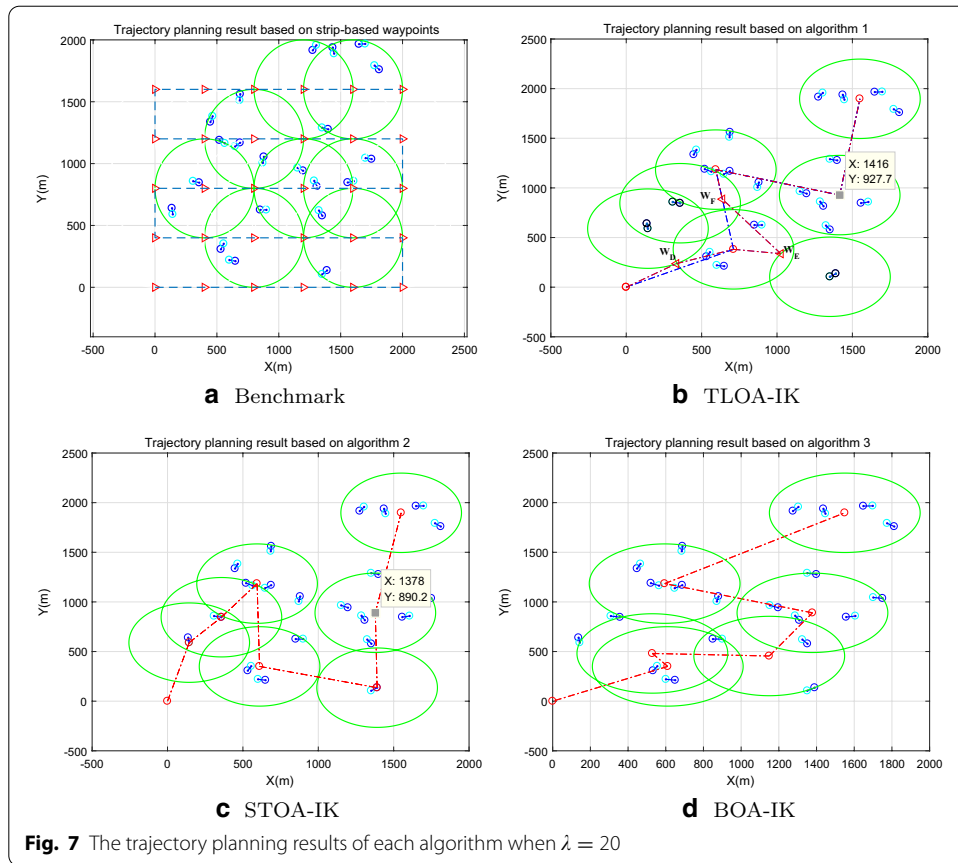 Trajectory planning result based on strip-based waypoints
2000
1500
1000
500
0
Y(m)
-500 0 500 1000 1500 2000 2500
X(m)
a Benchmark
Trajectory planning result based on algorithm 1
2500
2000
1500
1000
500
0
-500
Y(m)
X: 1416
Y: 927.7
W_F
W_D
W_E
-500 0 500 1000 1500 2000
X(m)
b TLOA-IK
Trajectory planning result based on algorithm 2
2500
2000
1500
1000
500
0
-500
Y(m)
X: 1378
Y: 890.2
-500 0 500 1000 1500 2000
X(m)
c STOA-IK
Trajectory planning result based on algorithm 3
2500
2000
1500
1000
500
0
-500
Y(m)
0 200 400 600 800 1000 1200 1400 1600 1800 2000
X(m)
d BOA-IK
Fig. 7 The trajectory planning results of each algorithm when λ = 20